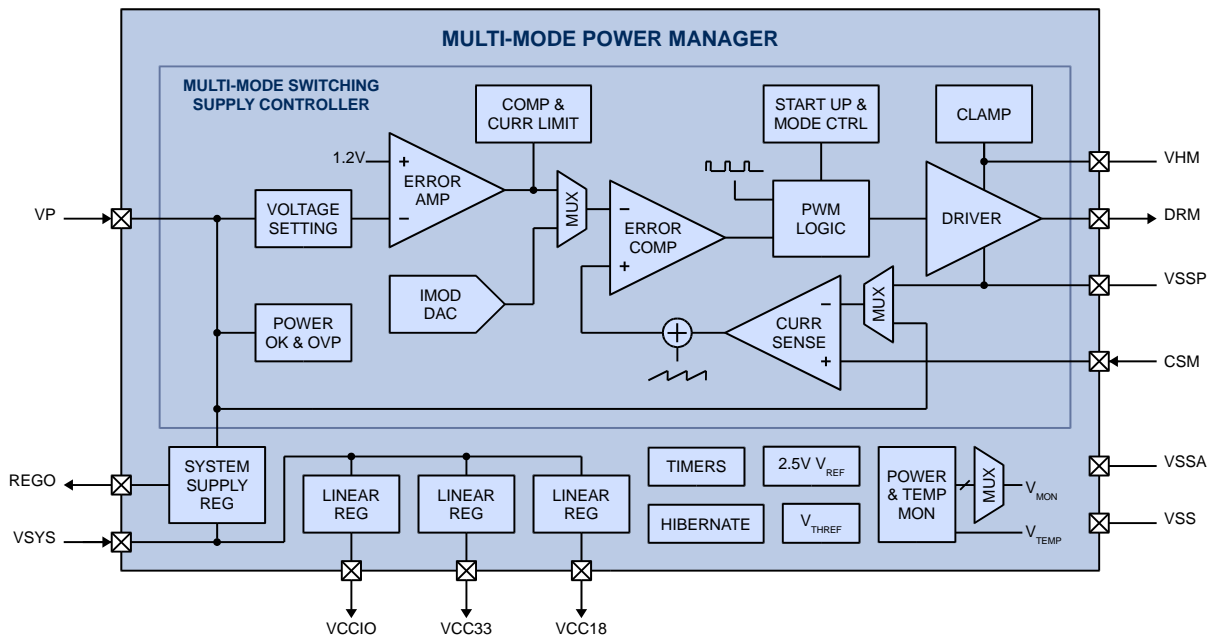 MULTI-MODE POWER MANAGER
MULTI-MODE SWITCHING
SUPPLY CONTROLLER
COMP &
CURR LIMIT
START UP &
MODE CTRL
CLAMP
1.2V
+
ERROR
AMP
−
VP
VOLTAGE
SETTING
MUX
−
ERROR
COMP
+
PWM
LOGIC
DRIVER
VHM
DRM
VSSP
CSM
IMOD
DAC
POWER
OK & OVP
+
CURR
SENSE
−
+
MUX
REGO
SYSTEM
SUPPLY
REG
VSYS
LINEAR
REG
LINEAR
REG
LINEAR
REG
TIMERS
2.5V VREF
HIBERNATE
VTHREF
POWER
& TEMP
MON
MUX
VMON
VTEMP
VSSA
VSS
VCCIO
VCC33
VCC18